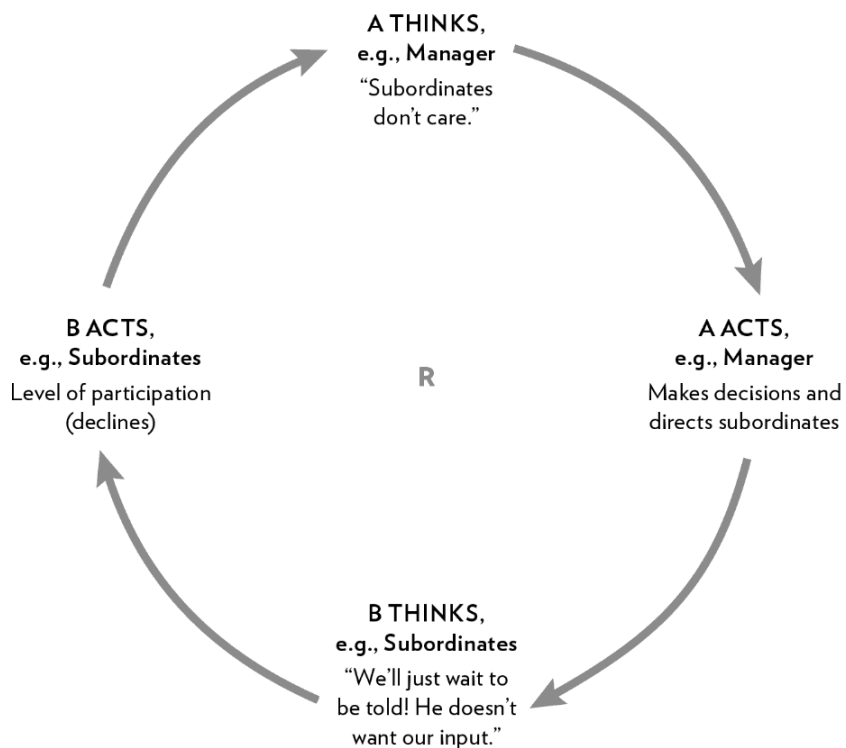 A THINKS,
e.g., Manager
“Subordinates
don’t care.”
A ACTS,
e.g., Manager
Makes decisions and
directs subordinates
B THINKS,
e.g., Subordinates
“We’ll just wait to
be told! He doesn’t
want our input.”
B ACTS,
e.g., Subordinates
Level of participation
(declines)
R